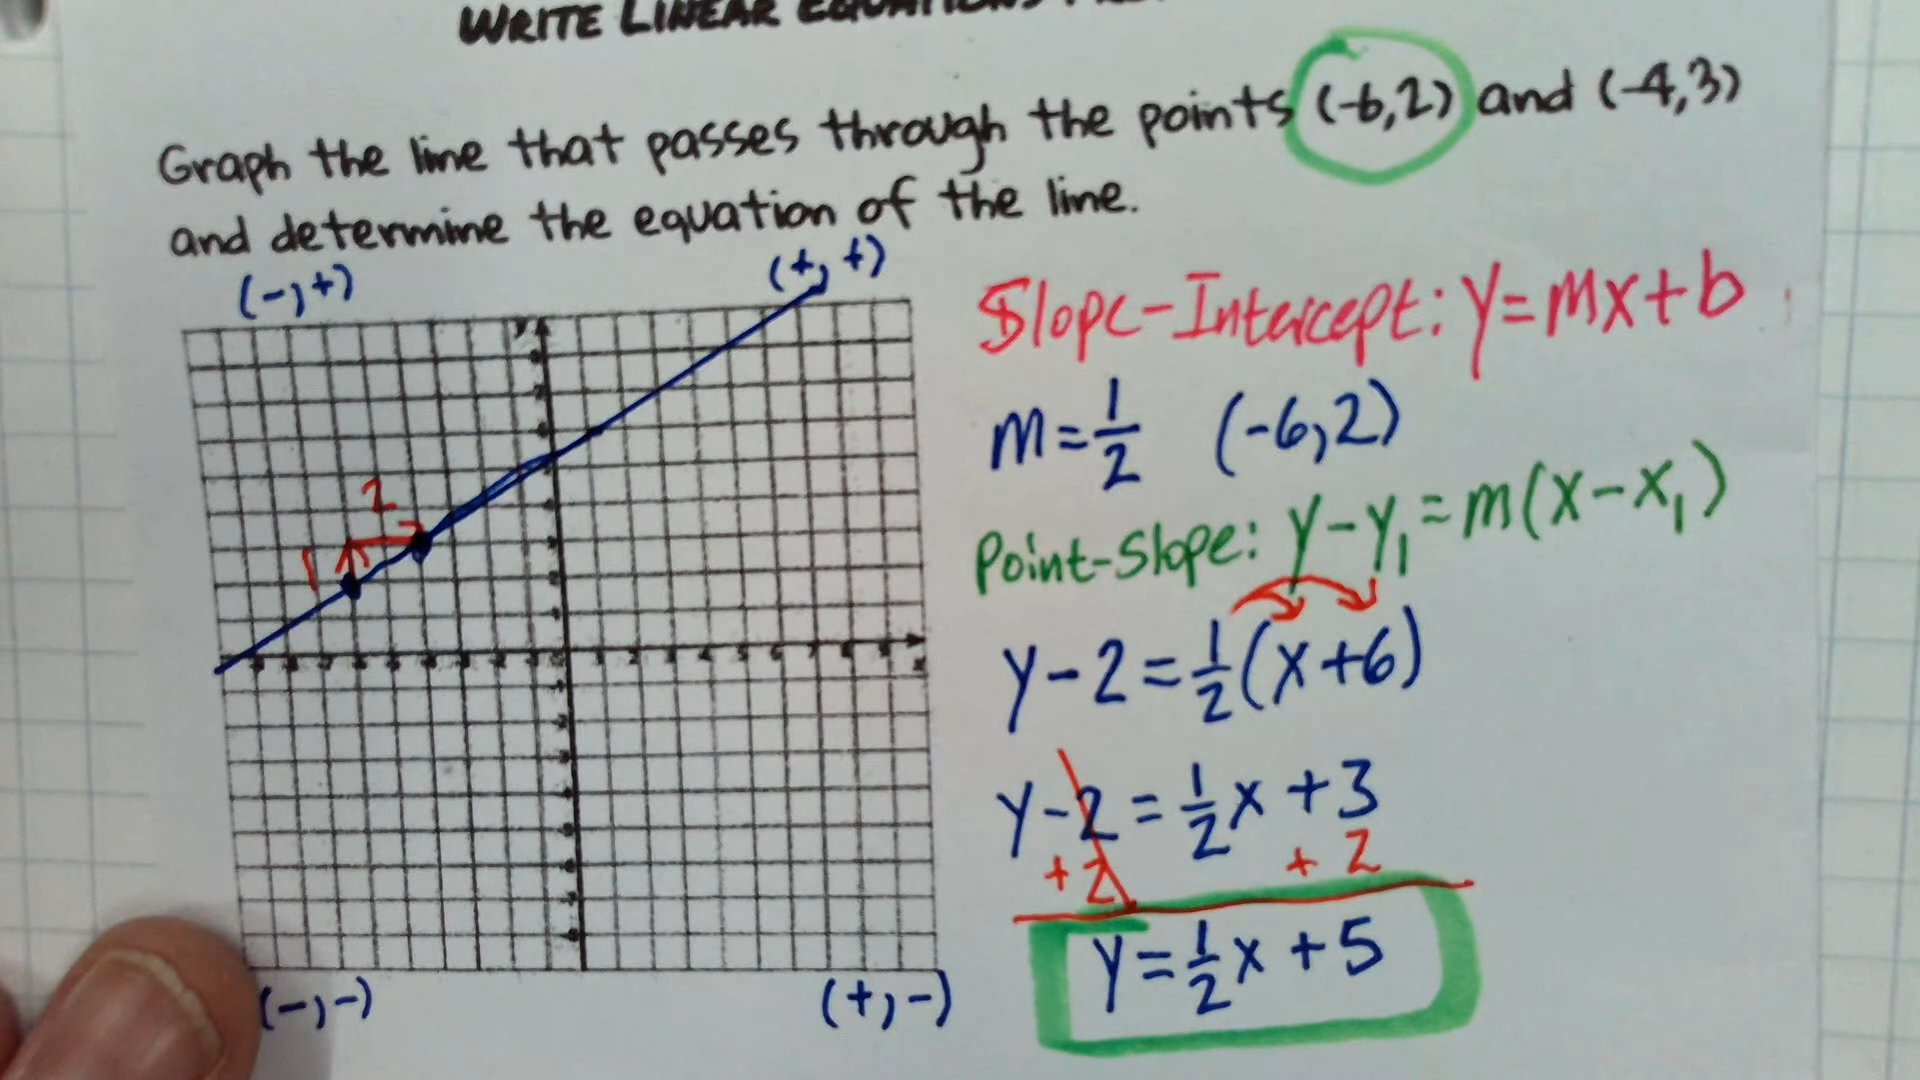 WRITE LINEAR EQUATIONS
Graph the line that passes through the points (-6,2) and (-4,3)
and determine the equation of the line.
(-,+)
(+,+)
Slope-Intercept: y=mx+b
m=1/2 (-6,2)
Point-Slope: y-y₁=m(x-x₁)
2
1
y-2=1/2(x+6)
y-2=1/2x+3
+2 +2
y=1/2x+5
(-,-)
(+,-)